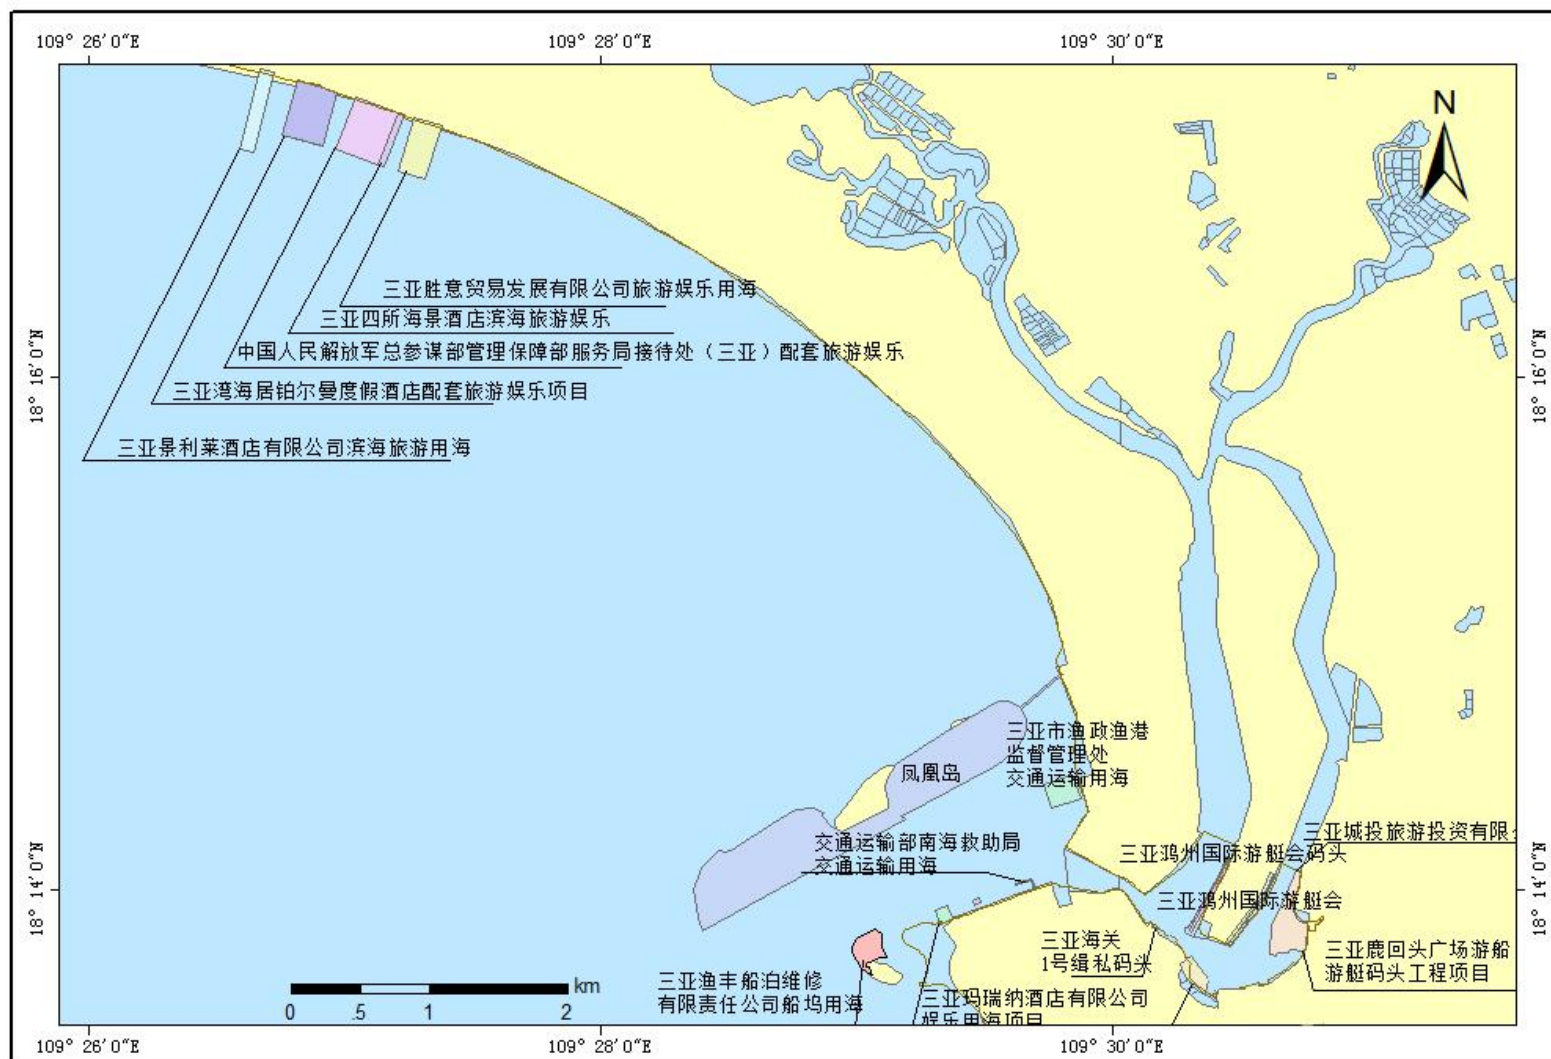 109° 26′0″E
109° 28′0″E
109° 30′0″E
N
三亚胜意贸易发展有限公司旅游娱乐用海
三亚四所海景酒店滨海旅游娱乐
中国人民解放军总参谋部管理保障部服务局接待处（三亚）配套旅游娱乐
18° 16′0″N
18° 16′0″N
三亚湾海居铂尔曼度假酒店配套旅游娱乐项目
三亚景利莱酒店有限公司滨海旅游用海
三亚市渔政渔港
监督管理处
交通运输用海
凤凰岛
交通运输部南海救助局
交通运输用海
三亚城投旅游投资有限
三亚鸿州国际游艇会码头
18° 14′0″N
18° 14′0″N
三亚鸿州国际游艇会
三亚海关
1号缉私码头
三亚鹿回头广场游船
游艇码头工程项目
三亚渔丰船泊维修
有限责任公司船坞用海
三亚玛瑞纳酒店有限公司
娱乐用海项目
km
0 .5 1 2
109° 26′0″E
109° 28′0″E
109° 30′0″E